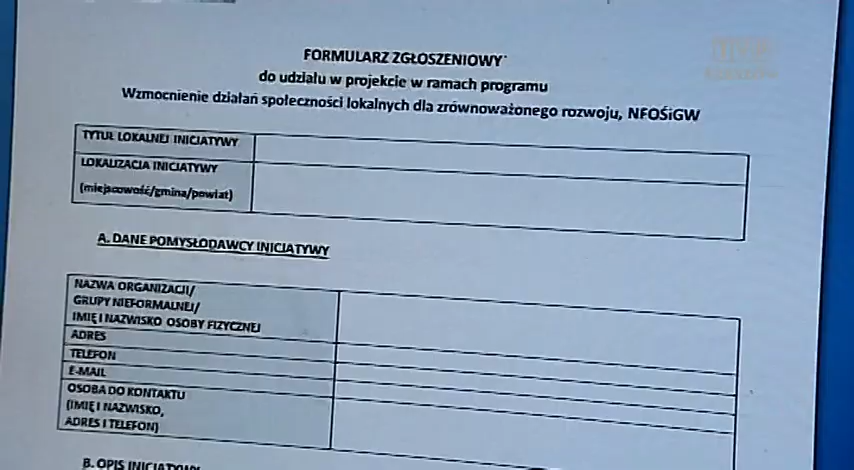 FORMULARZ ZGŁOSZENIOWY*
do udziału w projekcie w ramach programu
Wzmocnienie działań społeczności lokalnych dla zrównoważonego rozwoju, NFOŚiGW
TYTUŁ LOKALNEJ INICJATYWY
LOKALIZACJA INICJATYWY
(miejscowość/gmina/powiat)
A. DANE POMYSŁODAWCY INICJATYWY
NAZWA ORGANIZACJI/
GRUPY NIEFORMALNEJ/
IMIĘ I NAZWISKO OSOBY FIZYCZNEJ
ADRES
TELEFON
E-MAIL
OSOBA DO KONTAKTU
(IMIĘ I NAZWISKO,
ADRES I TELEFON)
B. OPIS INICJATYWY